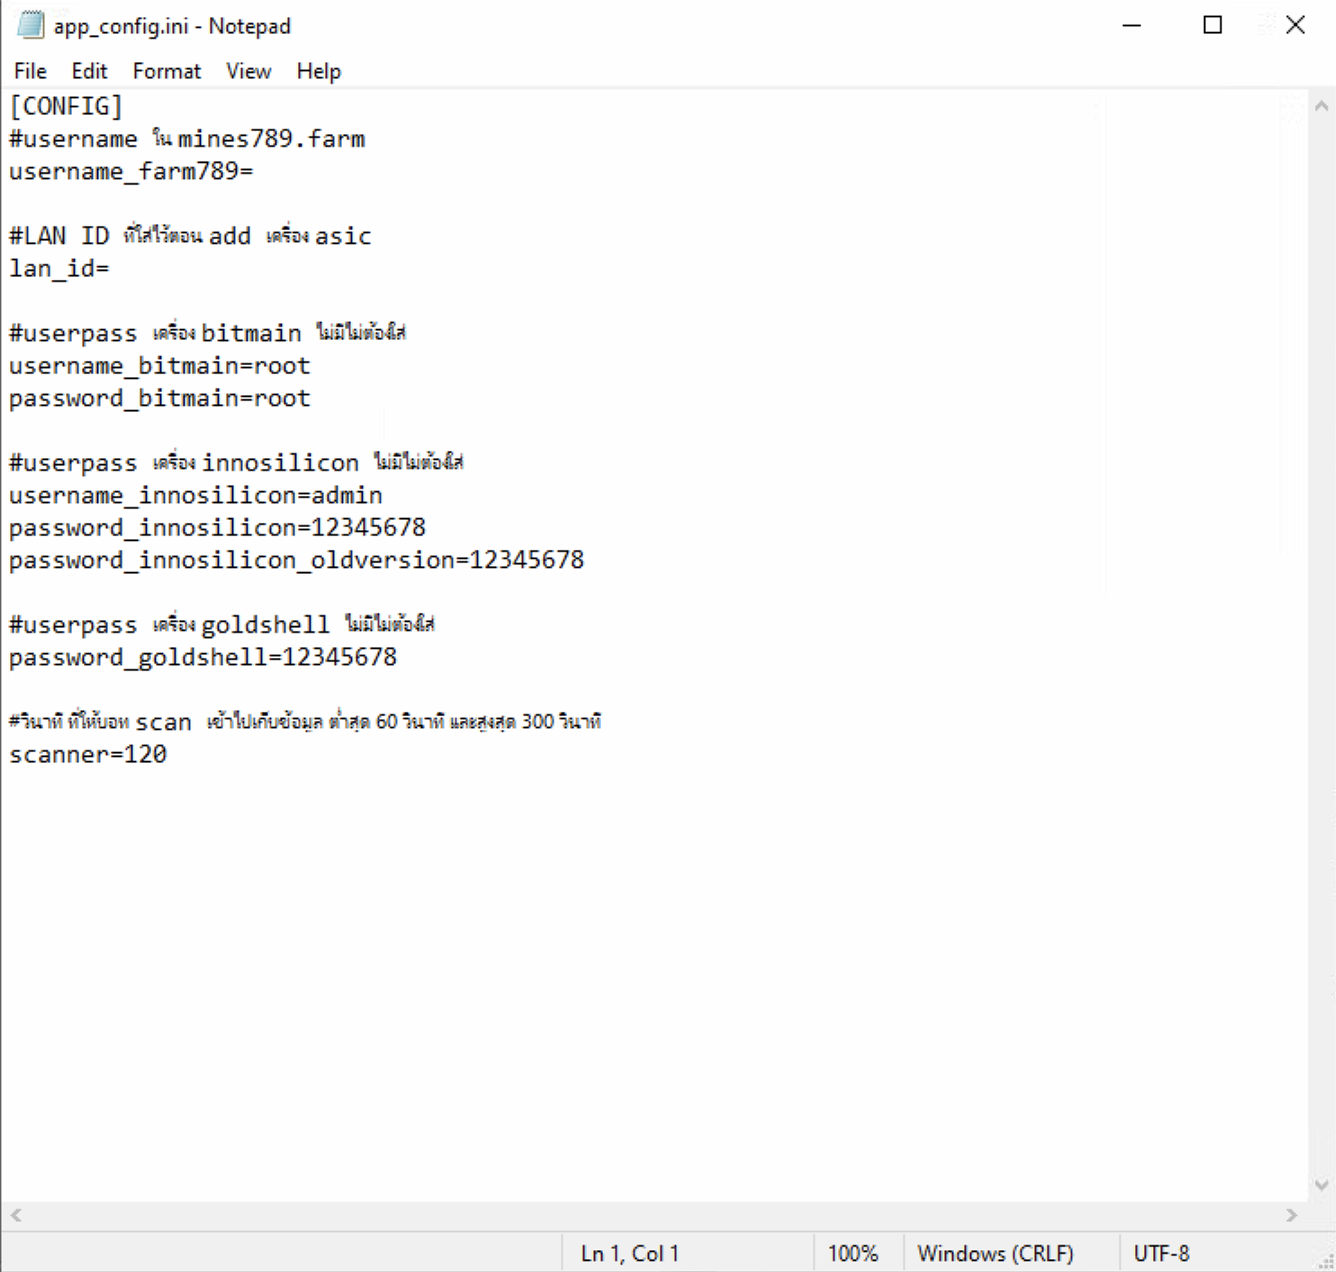 app_config.ini - Notepad
File Edit Format View Help
[CONFIG]
#username ใน mines789.farm
username_farm789=
#LAN ID ที่ใส่ไว้ตอน add เครื่อง asic
lan_id=
#userpass เครื่อง bitmain ไม่มีไม่ต้องใส่
username_bitmain=root
password_bitmain=root
#userpass เครื่อง innosilicon ไม่มีไม่ต้องใส่
username_innosilicon=admin
password_innosilicon=12345678
password_innosilicon_oldversion=12345678
#userpass เครื่อง goldshell ไม่มีไม่ต้องใส่
password_goldshell=12345678
#วินาที ที่ให้บอท scan เข้าไปเก็บข้อมูล ต่ำสุด 60 วินาที และสูงสุด 300 วินาที
scanner=120
Ln 1, Col 1 100% Windows (CRLF) UTF-8